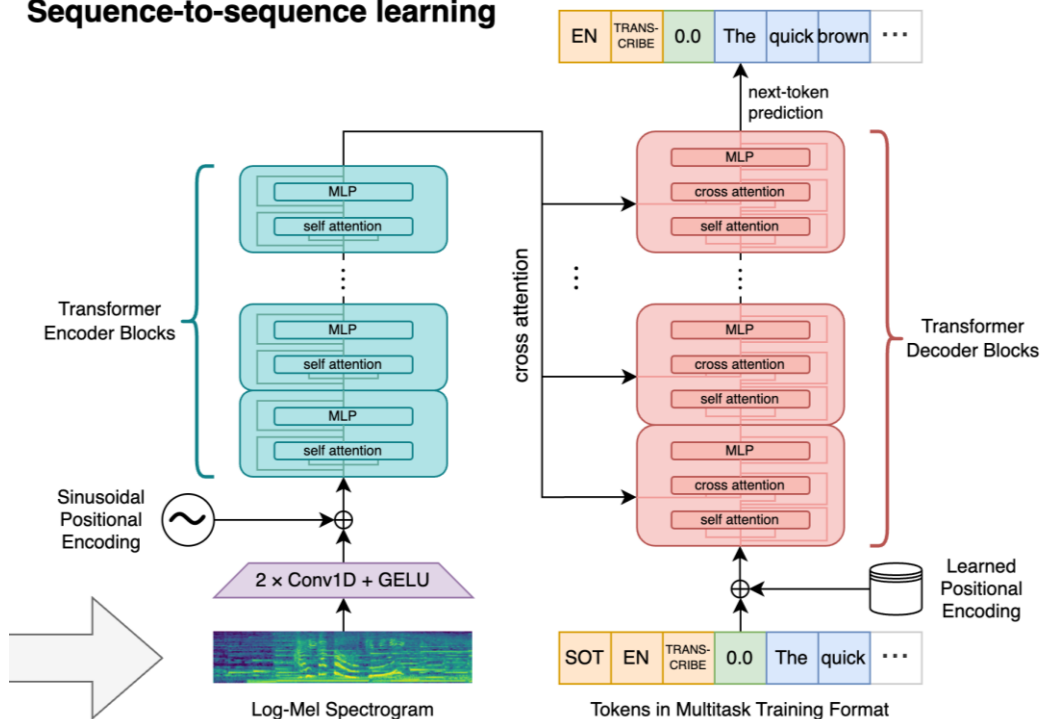 Sequence-to-sequence learning
EN TRANS-CRIBE 0.0 The quick brown ···
next-token
prediction
MLP
cross attention
self attention
MLP
self attention
Transformer
Encoder Blocks
MLP
self attention
MLP
self attention
cross attention
MLP
cross attention
self attention
MLP
cross attention
self attention
Transformer
Decoder Blocks
Sinusoidal
Positional
Encoding
2 × Conv1D + GELU
Learned
Positional
Encoding
SOT EN TRANS-CRIBE 0.0 The quick ···
Log-Mel Spectrogram
Tokens in Multitask Training Format